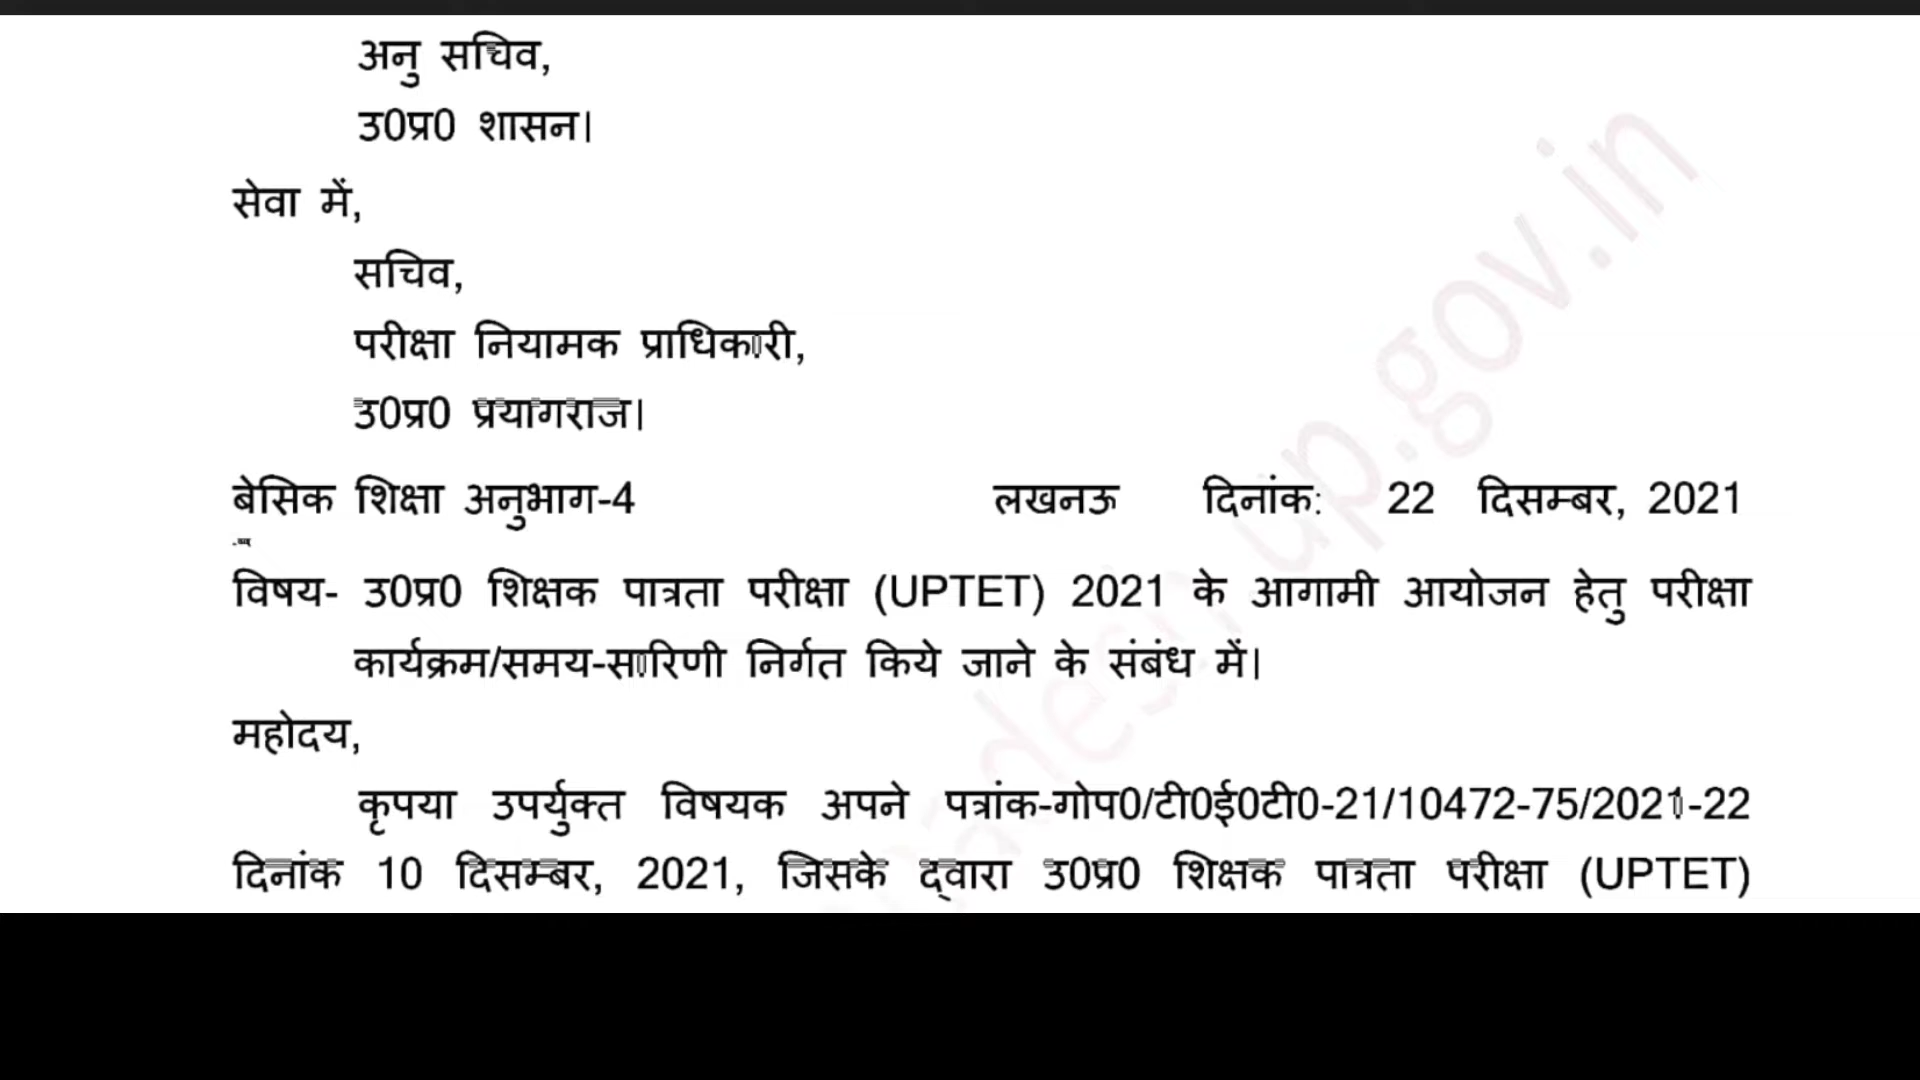 अनु सचिव,
उ0प्र0 शासन।
सेवा में,
सचिव,
परीक्षा नियामक प्राधिकारी,
उ0प्र0 प्रयागराज।
बेसिक शिक्षा अनुभाग-4 लखनऊ दिनांक: 22 दिसम्बर, 2021
विषय- उ0प्र0 शिक्षक पात्रता परीक्षा (UPTET) 2021 के आगामी आयोजन हेतु परीक्षा
कार्यक्रम/समय-सारिणी निर्गत किये जाने के संबंध में।
महोदय,
कृपया उपर्युक्त विषयक अपने पत्रांक-गोप0/टी0ई0टी0-21/10472-75/2021-22
दिनांक 10 दिसम्बर, 2021, जिसके द्वारा उ0प्र0 शिक्षक पात्रता परीक्षा (UPTET)
up.gov.in